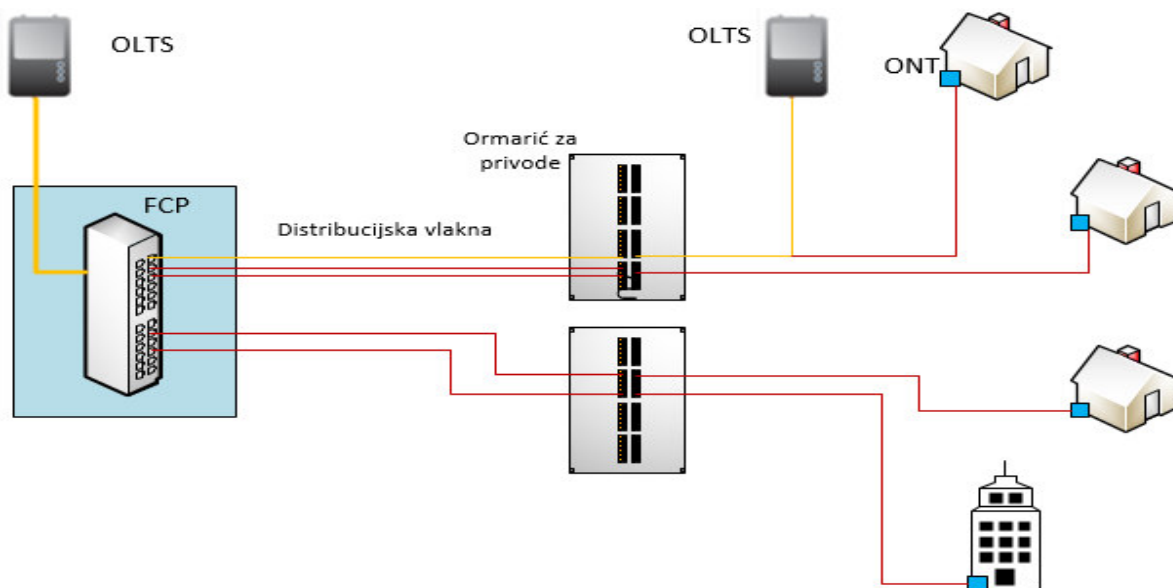 OLTS
OLTS
ONT
Ormarić za
privode
FCP
Distribucijska vlakna